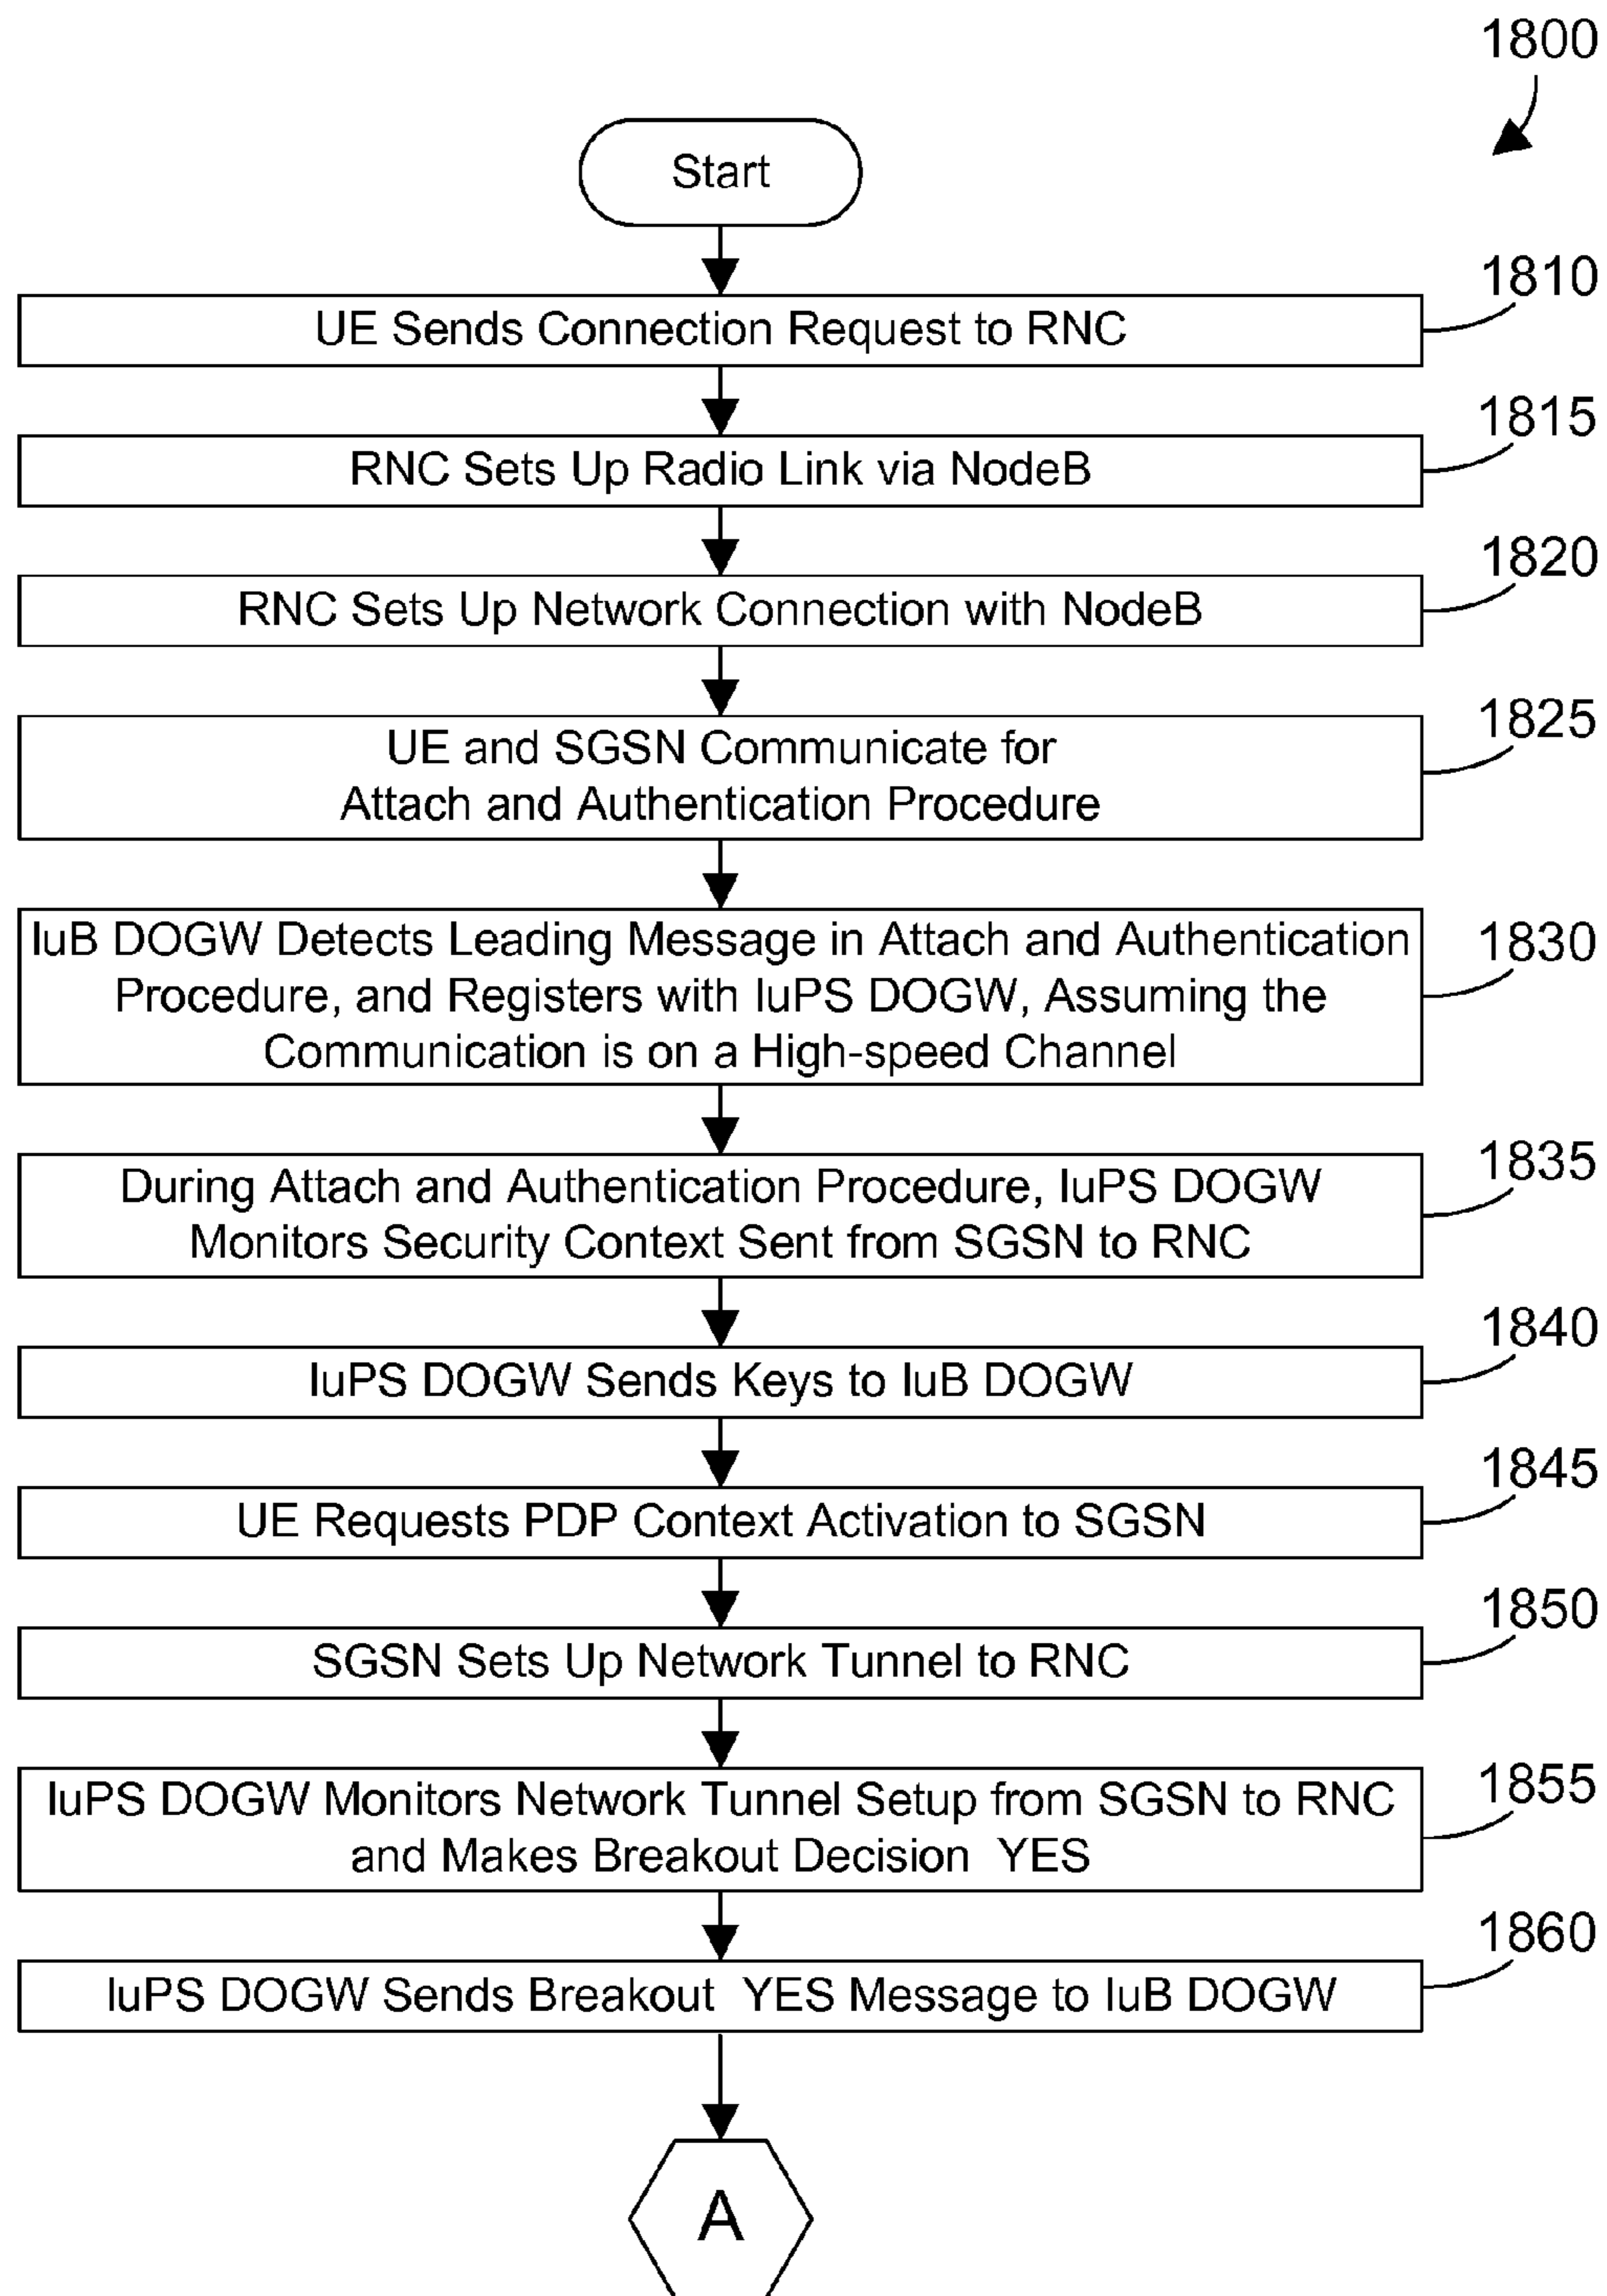 1800
Start
1810
UE Sends Connection Request to RNC
1815
RNC Sets Up Radio Link via NodeB
1820
RNC Sets Up Network Connection with NodeB
1825
UE and SGSN Communicate for
Attach and Authentication Procedure
1830
IuB DOGW Detects Leading Message in Attach and Authentication
Procedure, and Registers with IuPS DOGW, Assuming the
Communication is on a High-speed Channel
1835
During Attach and Authentication Procedure, IuPS DOGW
Monitors Security Context Sent from SGSN to RNC
1840
IuPS DOGW Sends Keys to IuB DOGW
1845
UE Requests PDP Context Activation to SGSN
1850
SGSN Sets Up Network Tunnel to RNC
1855
IuPS DOGW Monitors Network Tunnel Setup from SGSN to RNC
and Makes Breakout Decision YES
1860
IuPS DOGW Sends Breakout YES Message to IuB DOGW
A